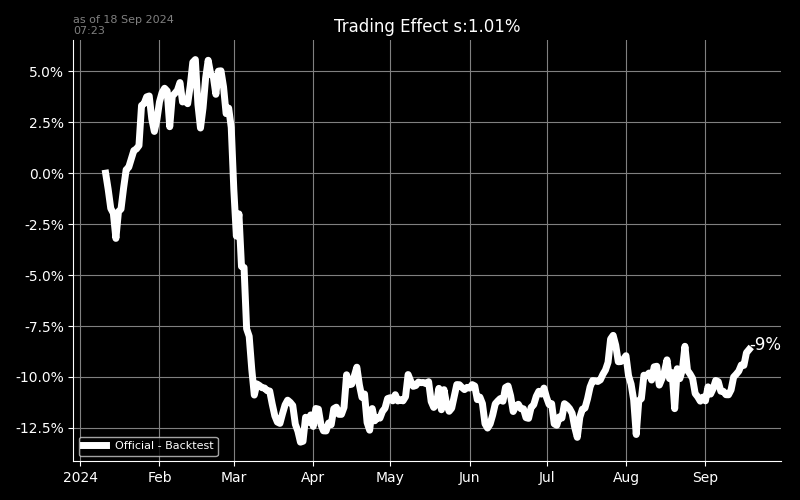 as of 18 Sep 2024
07:23
Trading Effect s:1.01%
5.0%
2.5%
0.0%
-2.5%
-5.0%
-7.5%
-10.0%
-12.5%
-9%
Official - Backtest
2024 Feb Mar Apr May Jun Jul Aug Sep